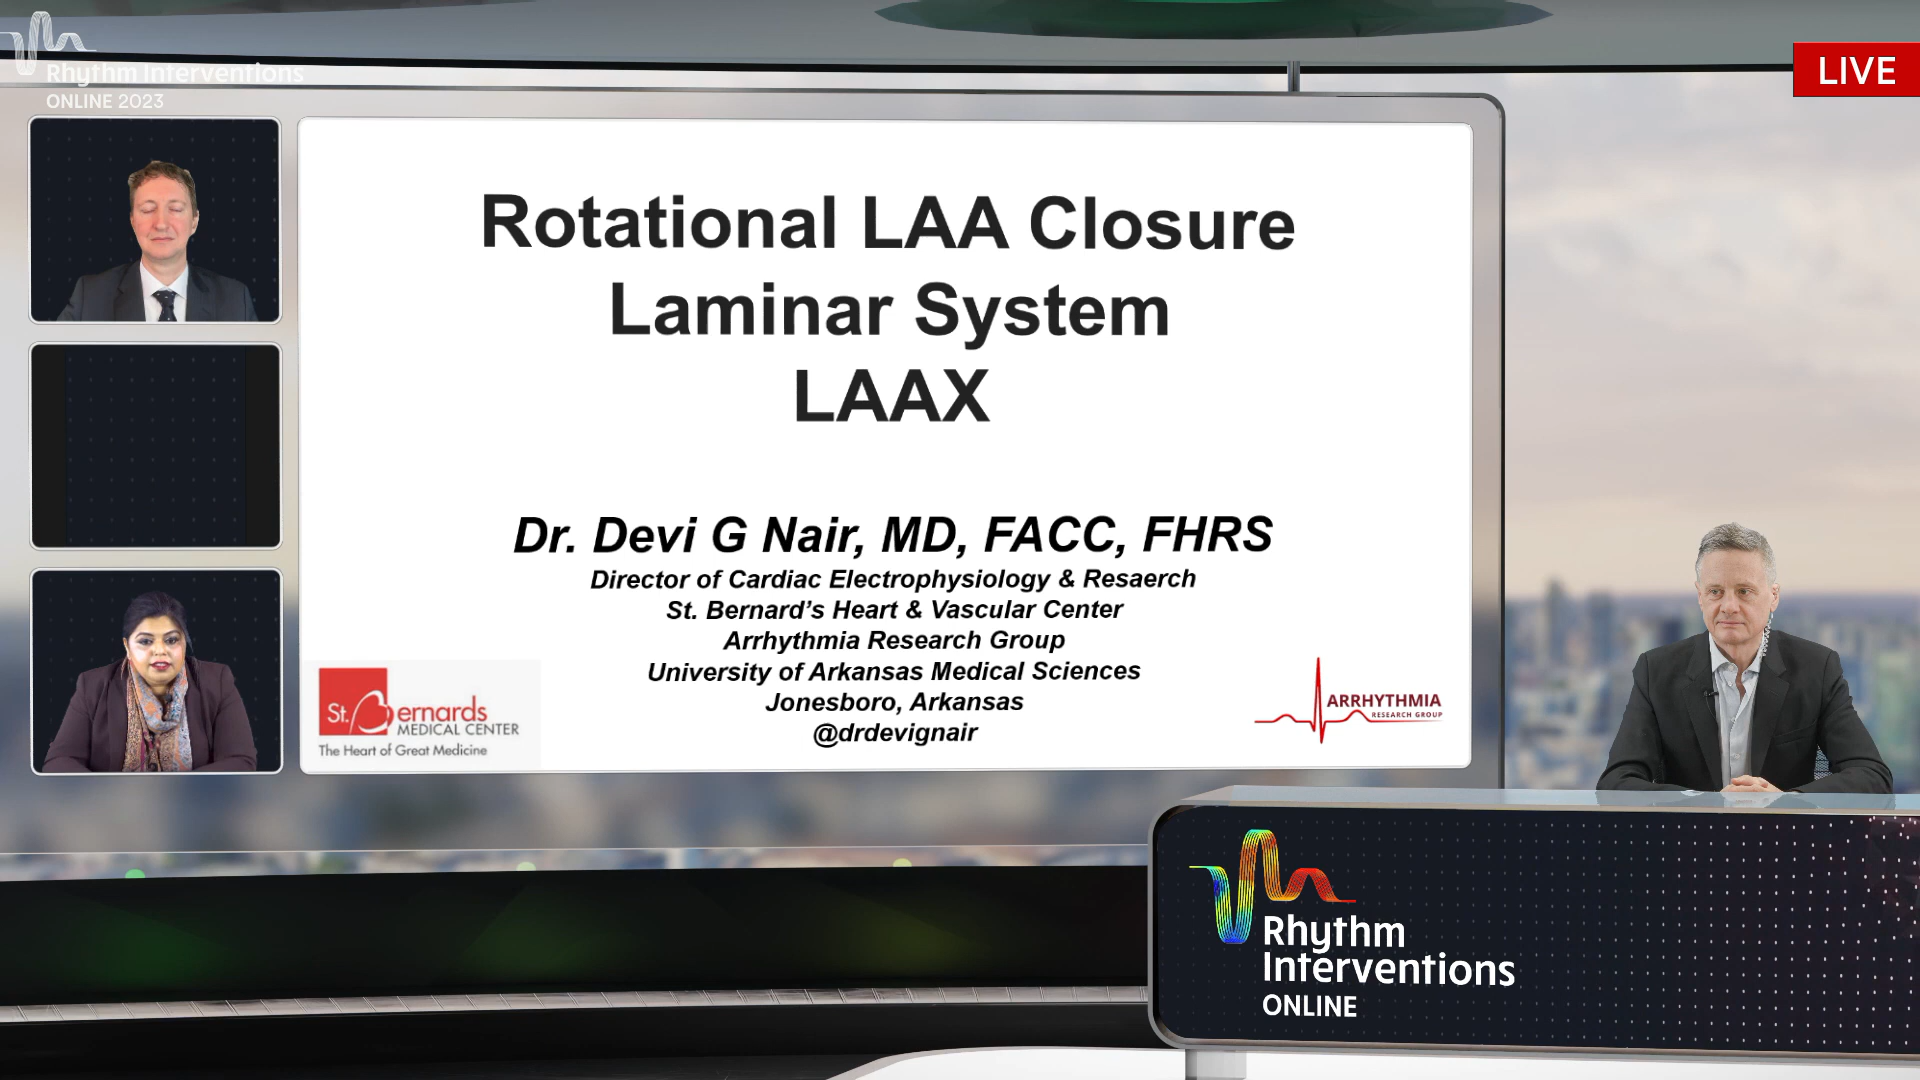 Rhythm Interventions
ONLINE 2023
LIVE
Rotational LAA Closure
Laminar System
LAAX
Dr. Devi G Nair, MD, FACC, FHRS
Director of Cardiac Electrophysiology & Resaerch
St. Bernard's Heart & Vascular Center
Arrhythmia Research Group
University of Arkansas Medical Sciences
Jonesboro, Arkansas
@drdevignair
St. Bernards
MEDICAL CENTER
The Heart of Great Medicine
ARRHYTHMIA
RESEARCH GROUP
Rhythm
Interventions
ONLINE